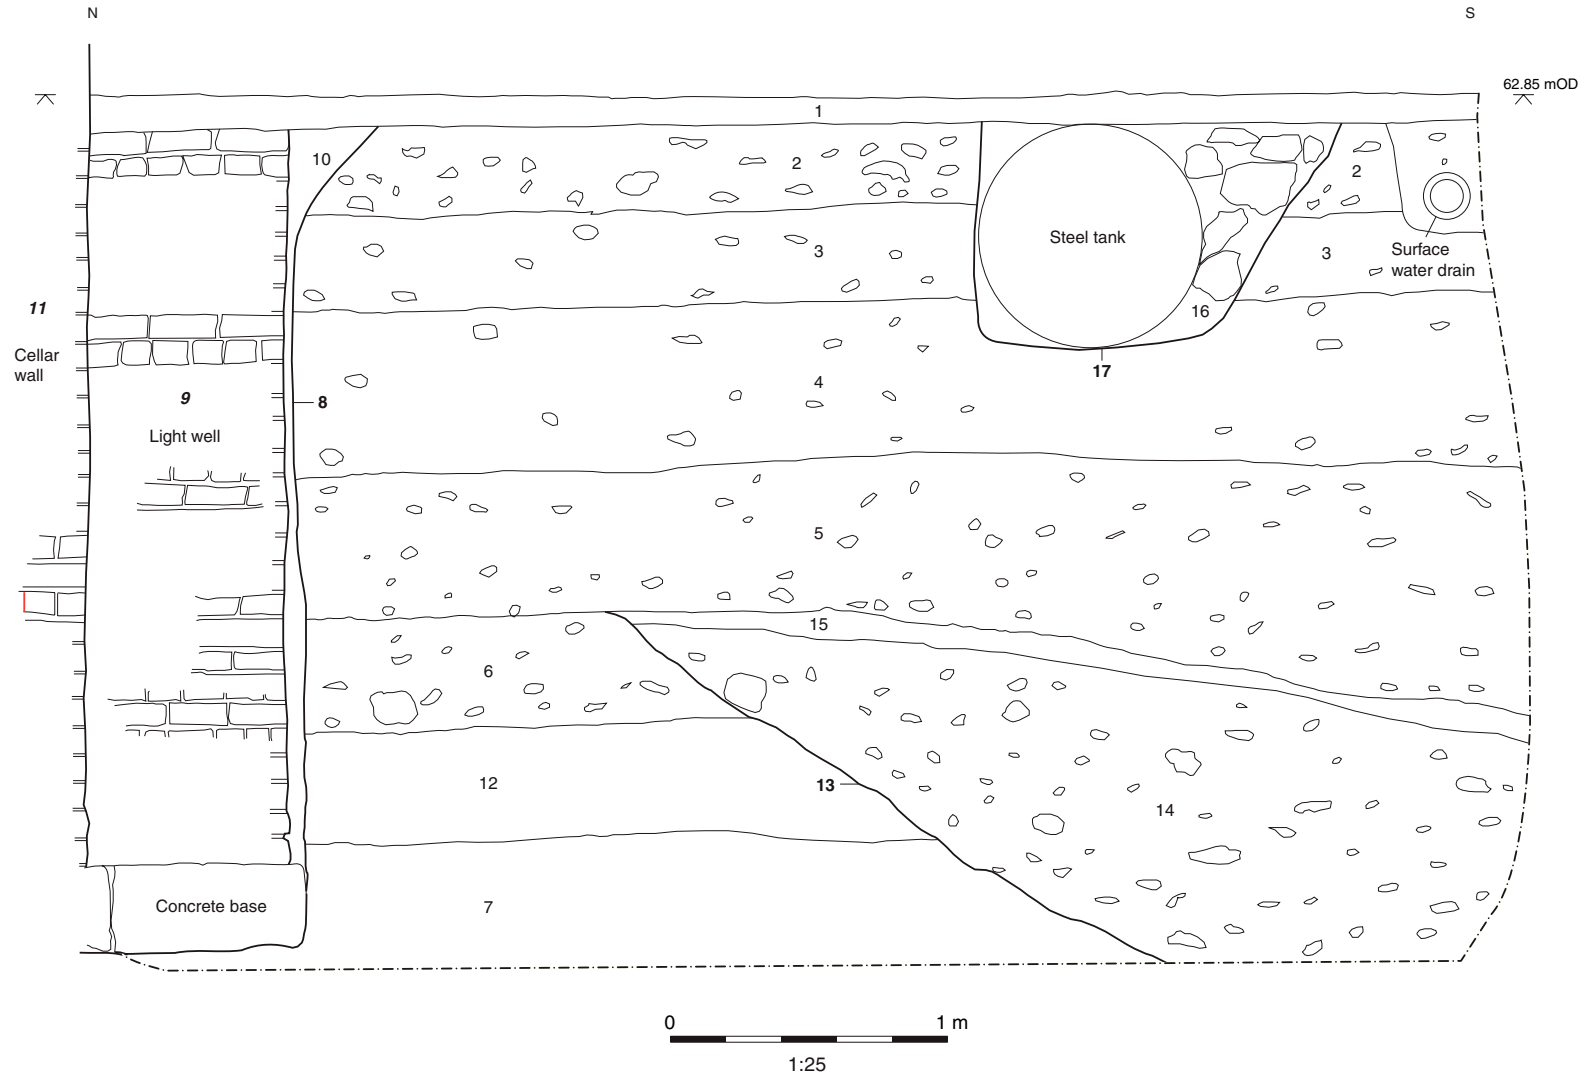 N
S
62.85 mOD
1
10
2
2
3
Steel tank
3
Surface
water drain
11
16
Cellar
wall
17
4
9
8
Light well
5
15
6
12
13
14
Concrete base
7
0
1 m
1:25